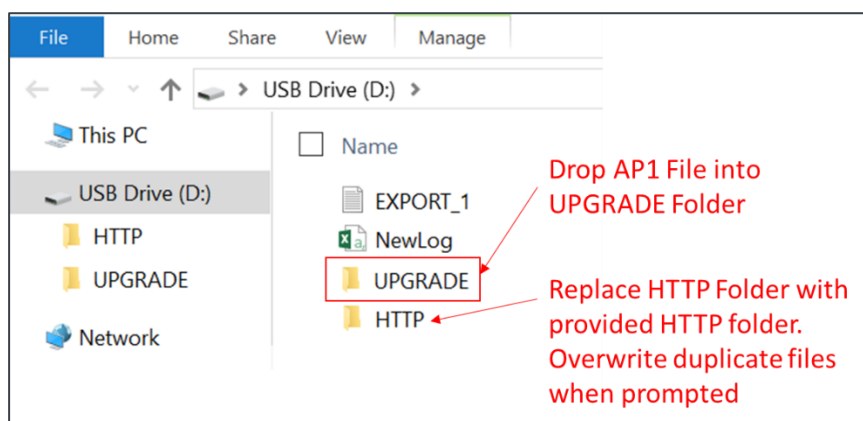 File Home Share View Manage
USB Drive (D:)
This PC
Name
USB Drive (D:)
EXPORT_1
HTTP
NewLog
UPGRADE
UPGRADE
HTTP
Network
Drop AP1 File into
UPGRADE Folder
Replace HTTP Folder with
provided HTTP folder.
Overwrite duplicate files
when prompted